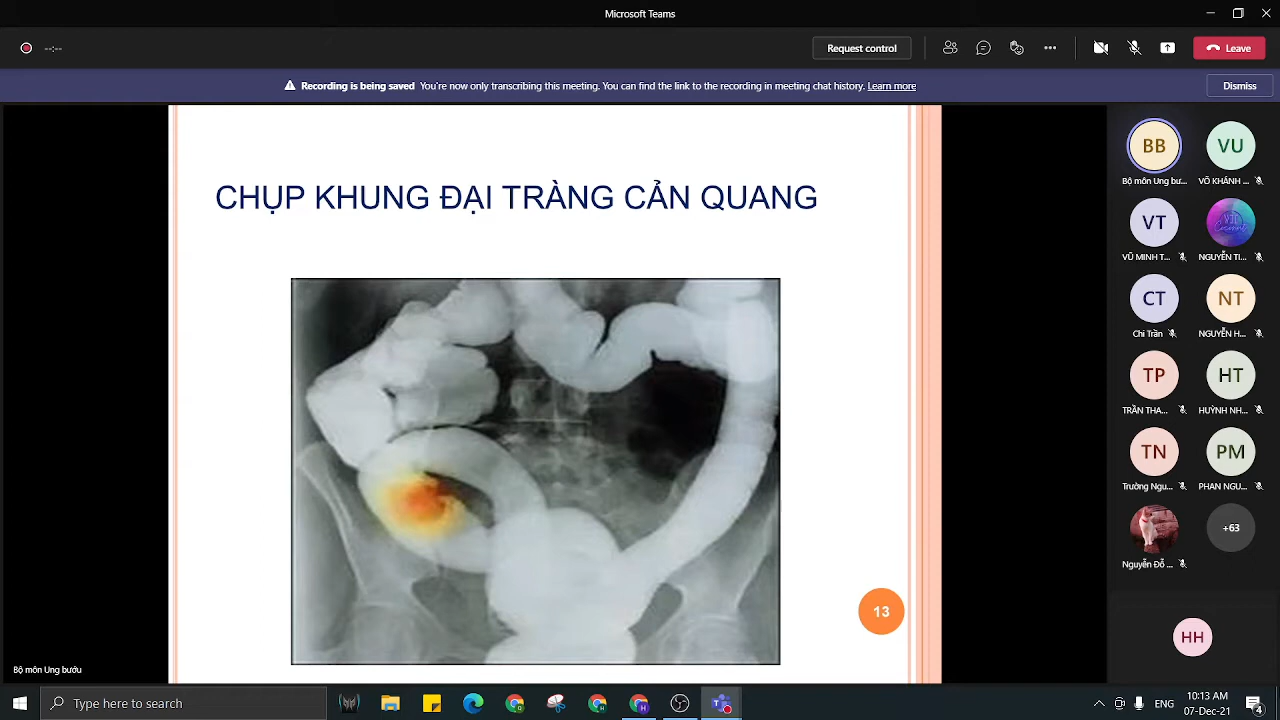 Microsoft Teams
--:--
Request control
Leave
Recording is being saved You're now only transcribing this meeting. You can find the link to the recording in meeting chat history. Learn more
Dismiss
CHỤP KHUNG ĐẠI TRÀNG CẢN QUANG
13
Bộ môn Ung bướu
BB
VU
Bộ môn Ung bư...
VÕ KHÁNH ...
VT
VŨ MINH T...
NGUYỄN TI...
CT
NT
Chi Trần
NGUYỄN H...
TP
HT
TRẦN THA...
HUỲNH NH...
TN
PM
Trường Ngu...
PHAN NGU...
+63
Nguyễn Đỗ ...
HH
Type here to search
10:13 AM
07-Dec-21